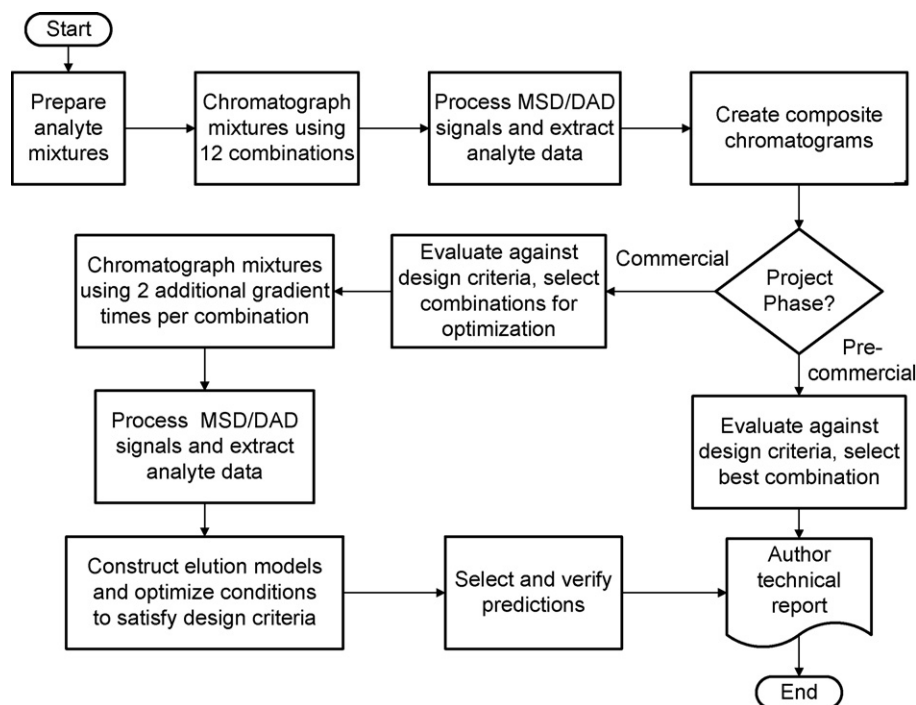 Start
Prepare
analyte
mixtures
Chromatograph
mixtures using
12 combinations
Process MSD/DAD
signals and extract
analyte data
Create composite
chromatograms
Project
Phase?
Commercial
Evaluate against
design criteria, select
combinations for
optimization
Chromatograph mixtures
using 2 additional gradient
times per combination
Process MSD/DAD
signals and extract
analyte data
Construct elution models
and optimize conditions
to satisfy design criteria
Select and verify
predictions
Pre-
commercial
Evaluate against
design criteria, select
best combination
Author
technical
report
End